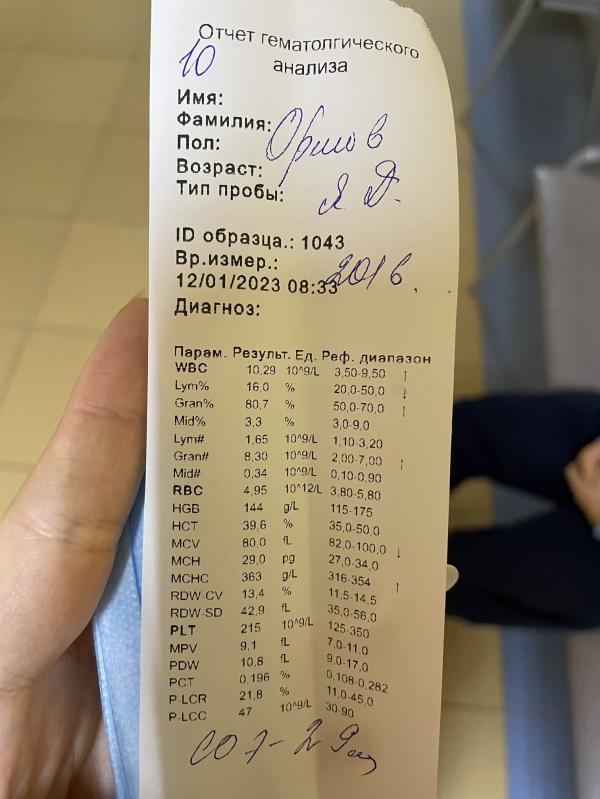 Отчет гематолгического
10
анализа
Имя:
Фамилия: Орлов
Пол:
Возраст:
Тип пробы: Я Д.
ID образца.: 1043
Вр.измер.: 2016.
12/01/2023 08:33
Диагноз:
Парам. Результ. Ед. Реф. диапазон
WBC 10,29 10^9/L 3,50-9,50 ↑
Lym% 16,0 % 20,0-50,0 ↓
Gran% 80,7 % 50,0-70,0 ↑
Mid% 3,3 % 3,0-9,0
Lym# 1,65 10^9/L 1,10-3,20
Gran# 8,30 10^9/L 2,00-7,00 ↑
Mid# 0,34 10^9/L 0,10-0,90
RBC 4,95 10^12/L 3,80-5,80
HGB 144 g/L 115-175
HCT 39,6 % 35,0-50,0
MCV 80,0 fL 82,0-100,0 ↓
MCH 29,0 pg 27,0-34,0
MCHC 363 g/L 316-354 ↑
RDW-CV 13,4 % 11,5-14,5
RDW-SD 42,9 fL 35,0-56,0
PLT 215 10^9/L 125-350
MPV 9,1 fL 7,0-11,0
PDW 10,8 fL 9,0-17,0
PCT 0,196 % 0,108-0,282
P-LCR 21,8 % 11,0-45,0
P-LCC 47 10^9/L 30-90
СОЭ-